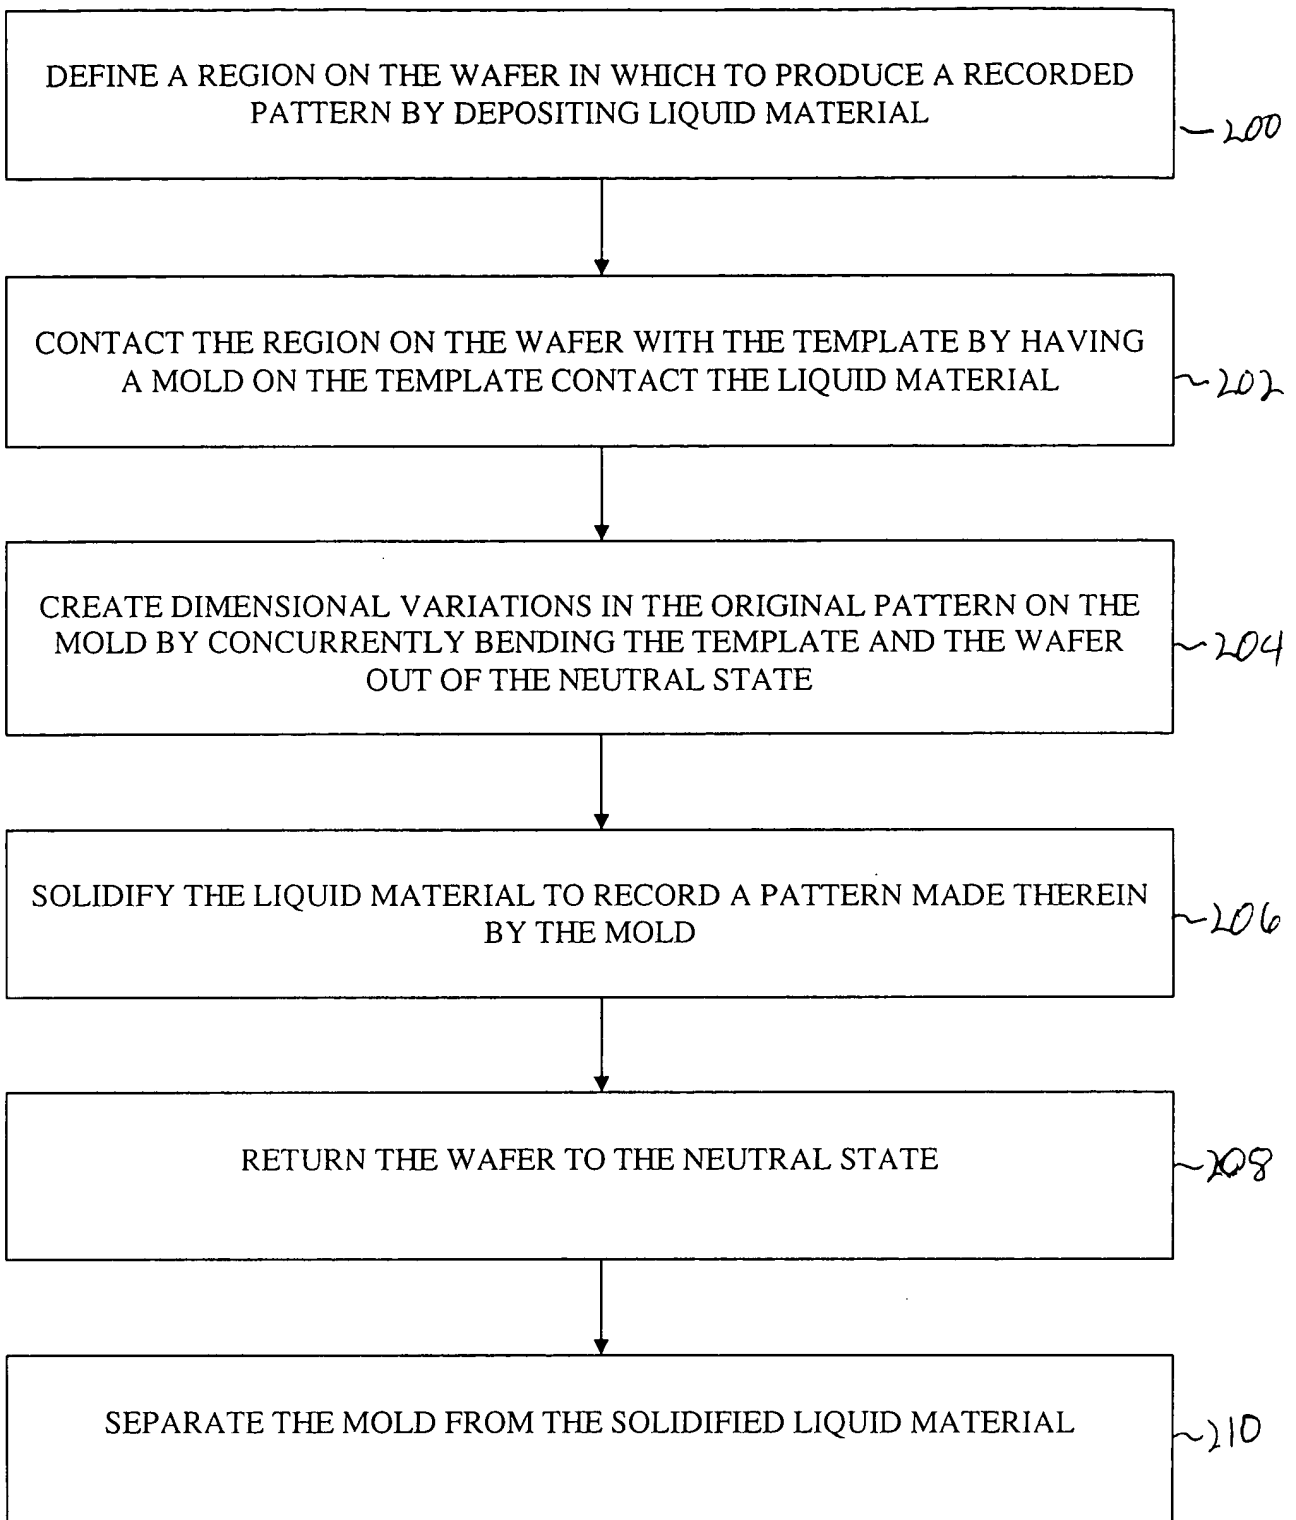 DEFINE A REGION ON THE WAFER IN WHICH TO PRODUCE A RECORDED
PATTERN BY DEPOSITING LIQUID MATERIAL
200
CONTACT THE REGION ON THE WAFER WITH THE TEMPLATE BY HAVING
A MOLD ON THE TEMPLATE CONTACT THE LIQUID MATERIAL
202
CREATE DIMENSIONAL VARIATIONS IN THE ORIGINAL PATTERN ON THE
MOLD BY CONCURRENTLY BENDING THE TEMPLATE AND THE WAFER
OUT OF THE NEUTRAL STATE
204
SOLIDIFY THE LIQUID MATERIAL TO RECORD A PATTERN MADE THEREIN
BY THE MOLD
206
RETURN THE WAFER TO THE NEUTRAL STATE
208
SEPARATE THE MOLD FROM THE SOLIDIFIED LIQUID MATERIAL
210